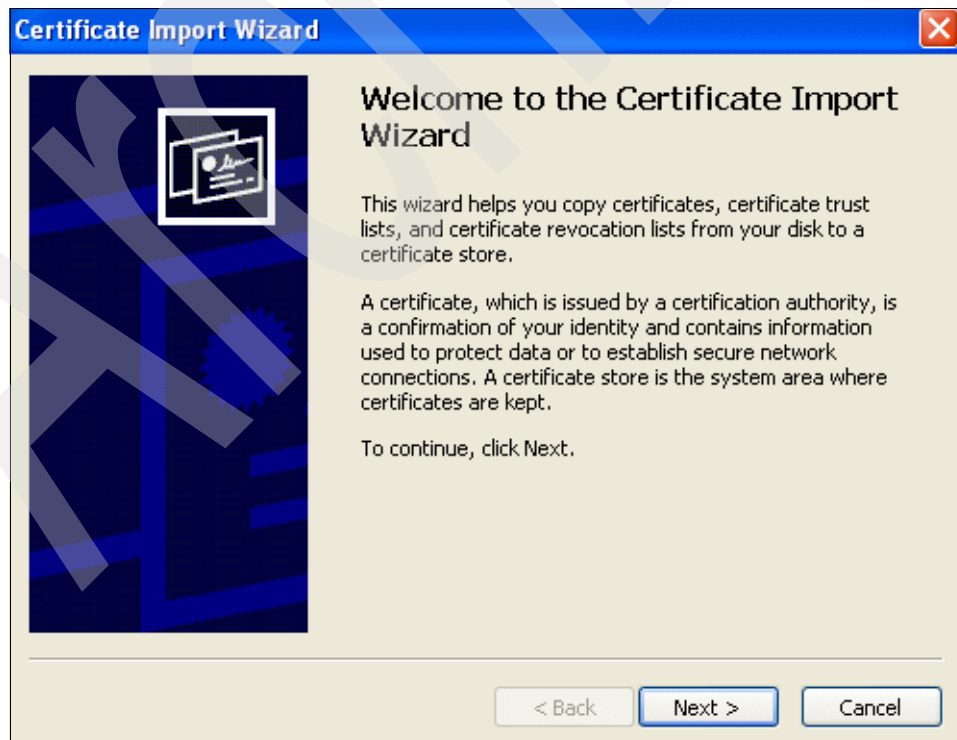 Certificate Import Wizard
Welcome to the Certificate Import
Wizard
This wizard helps you copy certificates, certificate trust
lists, and certificate revocation lists from your disk to a
certificate store.
A certificate, which is issued by a certification authority, is
a confirmation of your identity and contains information
used to protect data or to establish secure network
connections. A certificate store is the system area where
certificates are kept.
To continue, click Next.
< Back Next > Cancel